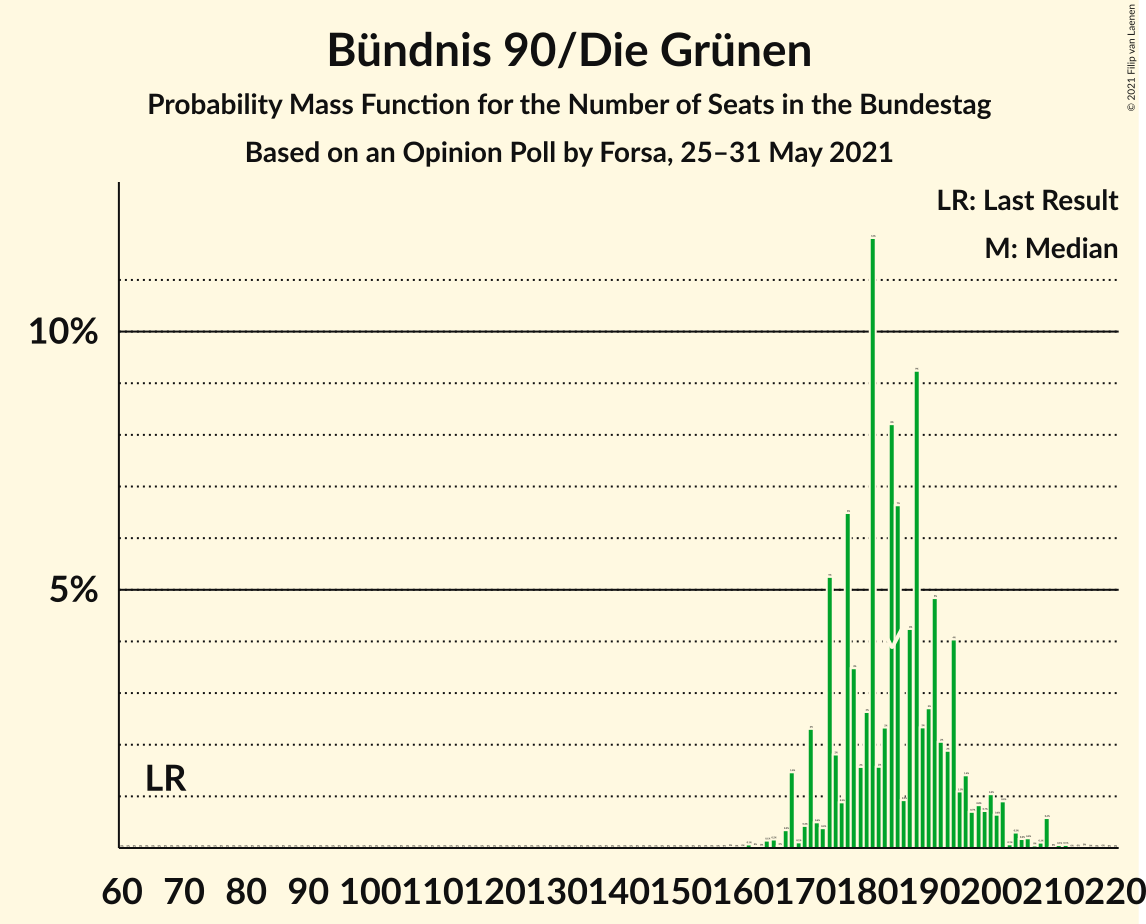 Bündnis 90/Die Grünen
Probability Mass Function for the Number of Seats in the Bundestag
Based on an Opinion Poll by Forsa, 25–31 May 2021
© 2021 Filip van Laenen
LR: Last Result
M: Median
10%
5%
LR
60 70 80 90 100 110 120 130 140 150 160 170 180 190 200 210 220